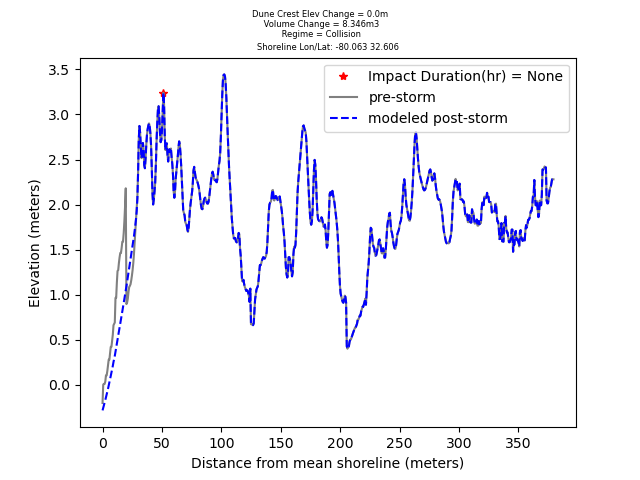 Dune Crest Elev Change = 0.0m
Volume Change = 8.346m3
Regime = Collision
Shoreline Lon/Lat: -80.063 32.606
Impact Duration(hr) = None
pre-storm
modeled post-storm
3.5
3.0
2.5
2.0
1.5
1.0
0.5
0.0
Elevation (meters)
0 50 100 150 200 250 300 350
Distance from mean shoreline (meters)